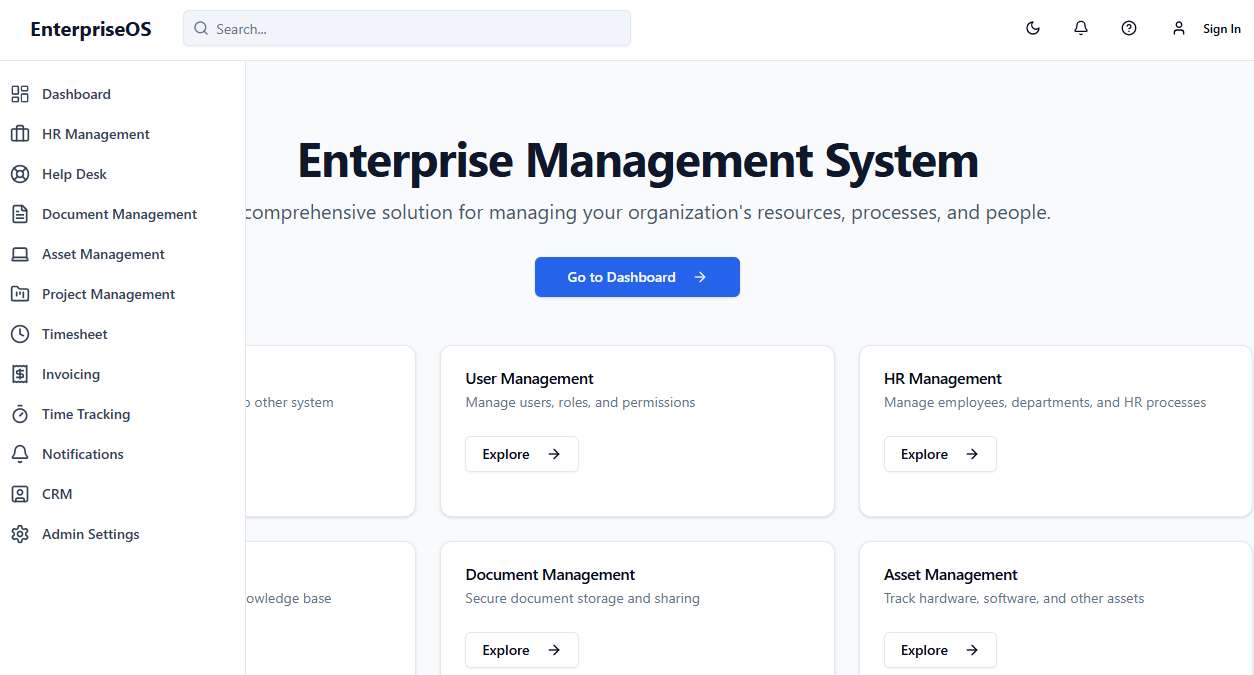 EnterpriseOS
Search...
Sign In
Dashboard
HR Management
Help Desk
Document Management
Asset Management
Project Management
Timesheet
Invoicing
Time Tracking
Notifications
CRM
Admin Settings
Enterprise Management System
comprehensive solution for managing your organization's resources, processes, and people.
Go to Dashboard
other system
User Management
Manage users, roles, and permissions
Explore
HR Management
Manage employees, departments, and HR processes
Explore
base
Document Management
Secure document storage and sharing
Explore
Asset Management
Track hardware, software, and other assets
Explore